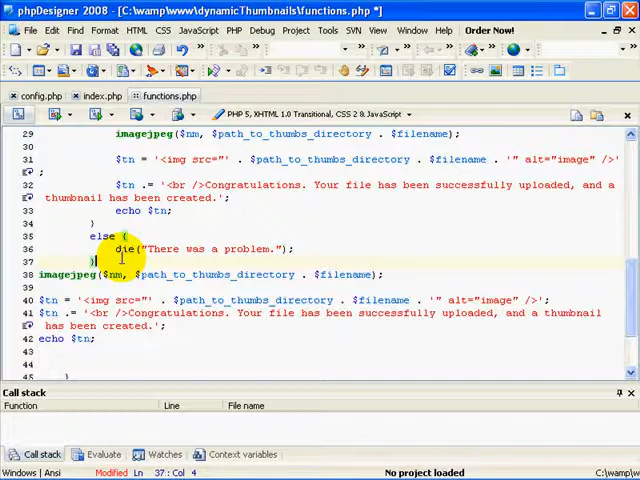 phpDesigner 2008 - [C:\wamp\www\dynamicThumbnails\functions.php *]
File Edit Find Format HTML CSS JavaScript PHP Debug Project Tools Window Order Now!
config.php index.php functions.php
PHP 5, XHTML 1.0 Transitional, CSS 2 & JavaScript
29 imagejpeg($nm, $path_to_thumbs_directory . $filename);
30
31 $tn = '<img src="' . $path_to_thumbs_directory . $filename . '" alt="image" />'
;
32 $tn .= '<br />Congratulations. Your file has been successfully uploaded, and a
thumbnail has been created.';
33 echo $tn;
34 }
35 else {
36 die("There was a problem.");
37 }
38 imagejpeg($nm, $path_to_thumbs_directory . $filename);
39
40 $tn = '<img src="' . $path_to_thumbs_directory . $filename . '" alt="image" />';
41 $tn .= '<br />Congratulations. Your file has been successfully uploaded, and a thumbnail
has been created.';
42 echo $tn;
43
44
45 }
Call stack
Function Line File name
Call stack Evaluate Watches Context variables
Windows | Ansi Modified Ln 37 : Col 4 No project loaded C:\wamp\w